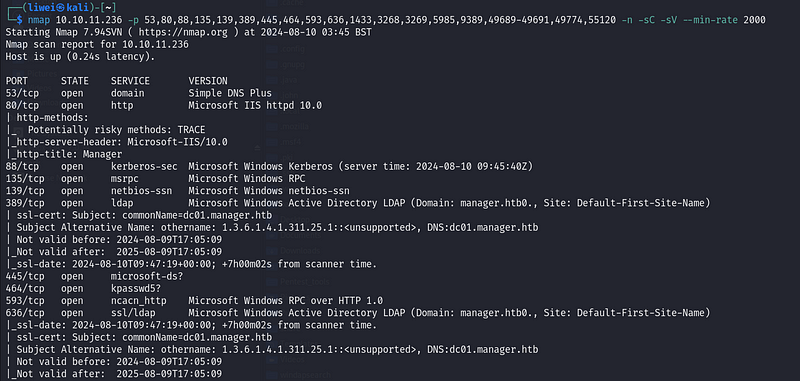 ┌──(liwei㉿kali)-[~]
└─$ nmap 10.10.11.236 -p 53,80,88,135,139,389,445,464,593,636,1433,3268,3269,5985,9389,49689-49691,49774,55120 -n -sC -sV --min-rate 2000
Starting Nmap 7.94SVN ( https://nmap.org ) at 2024-08-10 03:45 BST
Nmap scan report for 10.10.11.236
Host is up (0.24s latency).

PORT      STATE    SERVICE       VERSION
53/tcp    open     domain        Simple DNS Plus
80/tcp    open     http          Microsoft IIS httpd 10.0
| http-methods:
|_  Potentially risky methods: TRACE
|_http-server-header: Microsoft-IIS/10.0
|_http-title: Manager
88/tcp    open     kerberos-sec  Microsoft Windows Kerberos (server time: 2024-08-10 09:45:40Z)
135/tcp   open     msrpc         Microsoft Windows RPC
139/tcp   open     netbios-ssn   Microsoft Windows netbios-ssn
389/tcp   open     ldap          Microsoft Windows Active Directory LDAP (Domain: manager.htb0., Site: Default-First-Site-Name)
| ssl-cert: Subject: commonName=dc01.manager.htb
| Subject Alternative Name: othername: 1.3.6.1.4.1.311.25.1::<unsupported>, DNS:dc01.manager.htb
| Not valid before: 2024-08-09T17:05:09
|_Not valid after:  2025-08-09T17:05:09
|_ssl-date: 2024-08-10T09:47:19+00:00; +7h00m02s from scanner time.
445/tcp   open     microsoft-ds?
464/tcp   open     kpasswd5?
593/tcp   open     ncacn_http    Microsoft Windows RPC over HTTP 1.0
636/tcp   open     ssl/ldap      Microsoft Windows Active Directory LDAP (Domain: manager.htb0., Site: Default-First-Site-Name)
|_ssl-date: 2024-08-10T09:47:19+00:00; +7h00m02s from scanner time.
| ssl-cert: Subject: commonName=dc01.manager.htb
| Subject Alternative Name: othername: 1.3.6.1.4.1.311.25.1::<unsupported>, DNS:dc01.manager.htb
| Not valid before: 2024-08-09T17:05:09
|_Not valid after:  2025-08-09T17:05:09